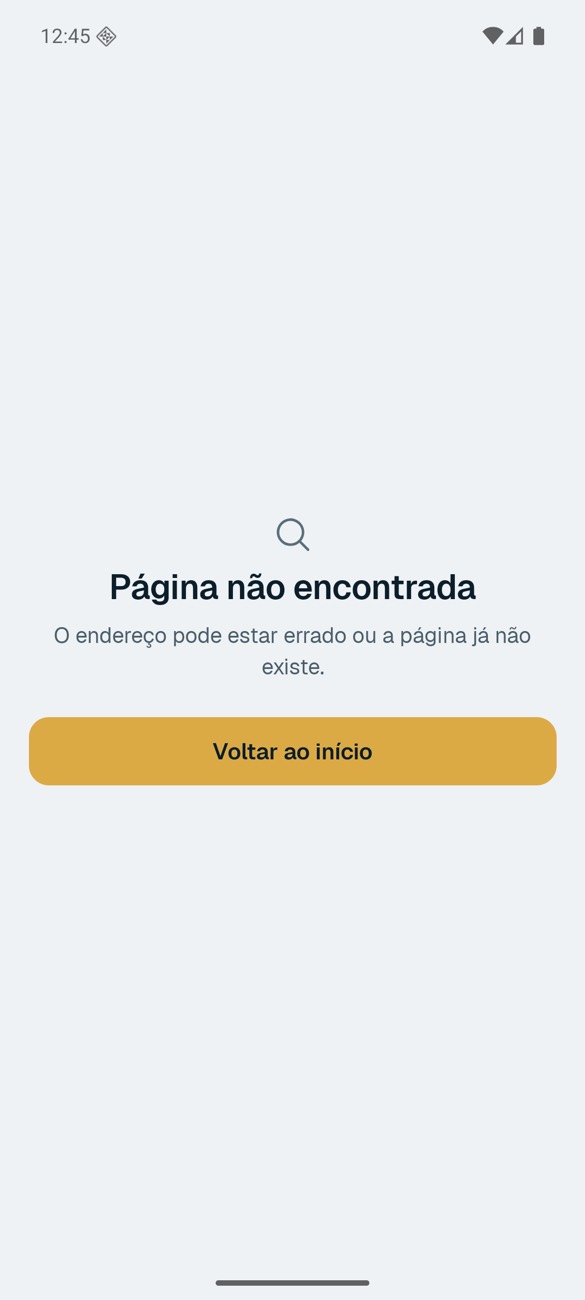 12:45
Página não encontrada
O endereço pode estar errado ou a página já não
existe.
Voltar ao início